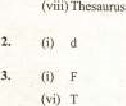 (viii) Thesaurus
2. (i) d
3. (i) F
(vi) T